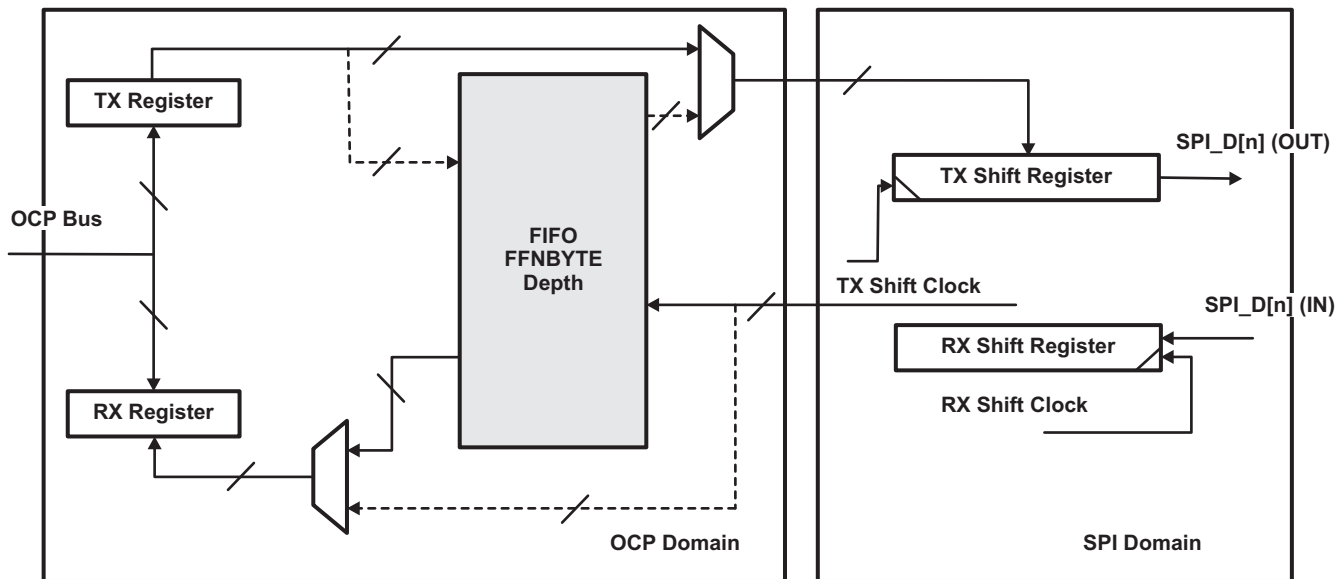 TX Register
SPI_D[n] (OUT)
TX Shift Register
OCP Bus
FIFO
FFNBYTE
Depth
TX Shift Clock
SPI_D[n] (IN)
RX Shift Register
RX Register
RX Shift Clock
OCP Domain
SPI Domain